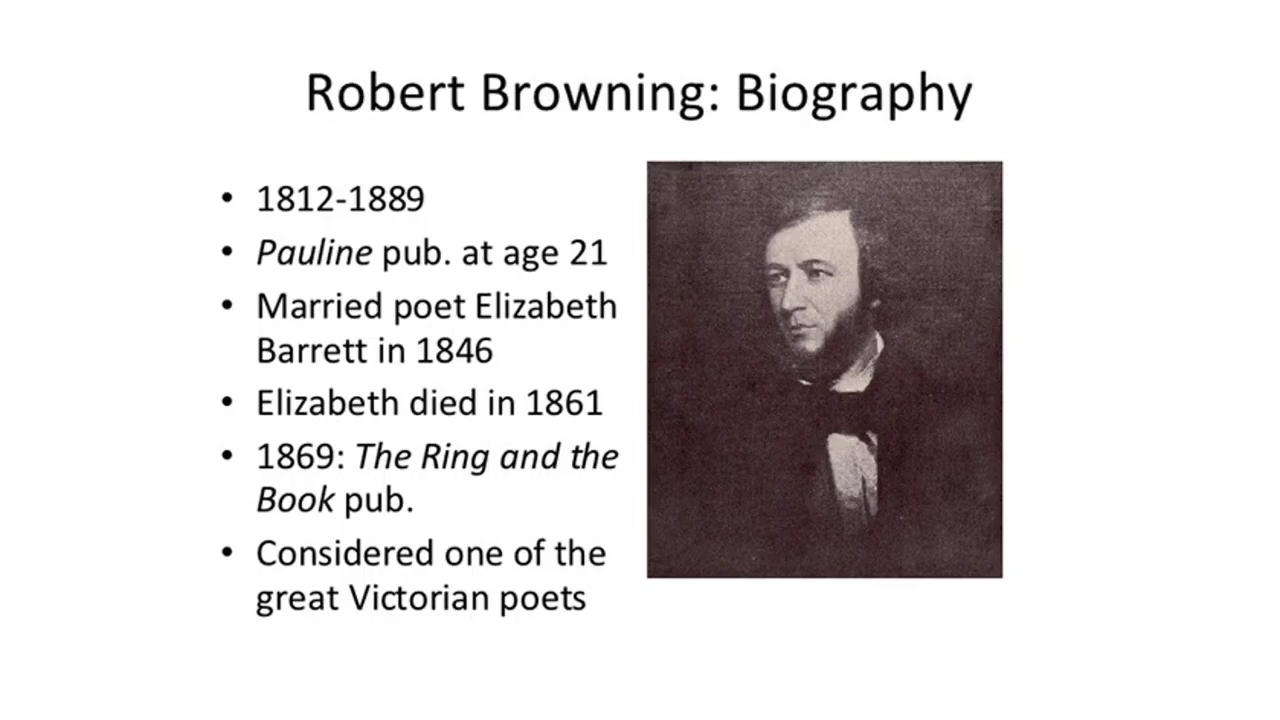 Robert Browning: Biography
• 1812-1889
• Pauline pub. at age 21
• Married poet Elizabeth
Barrett in 1846
• Elizabeth died in 1861
• 1869: The Ring and the
Book pub.
• Considered one of the
great Victorian poets